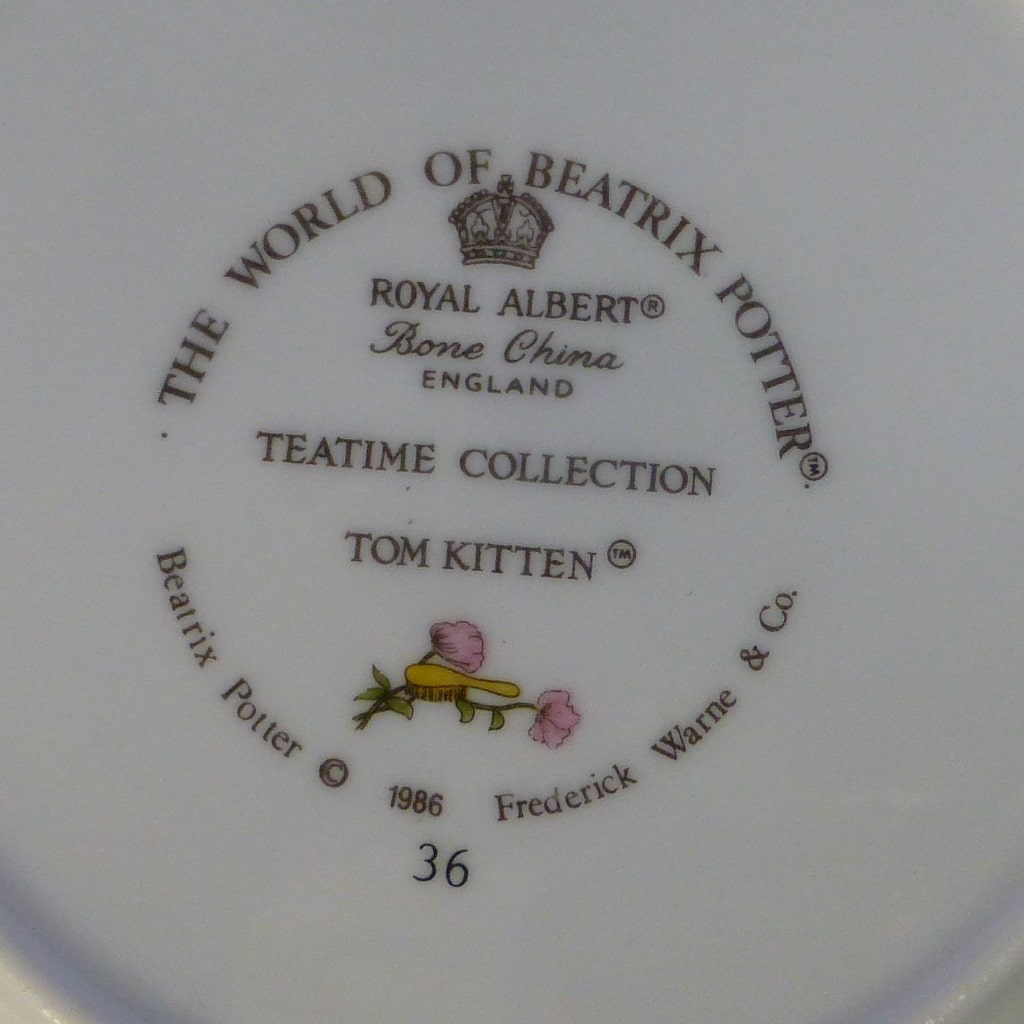 · THE WORLD OF BEATRIX POTTER™·
ROYAL ALBERT®
Bone China
ENGLAND
TEATIME COLLECTION
TOM KITTEN™
Beatrix Potter © 1986 Frederick Warne & Co.
36